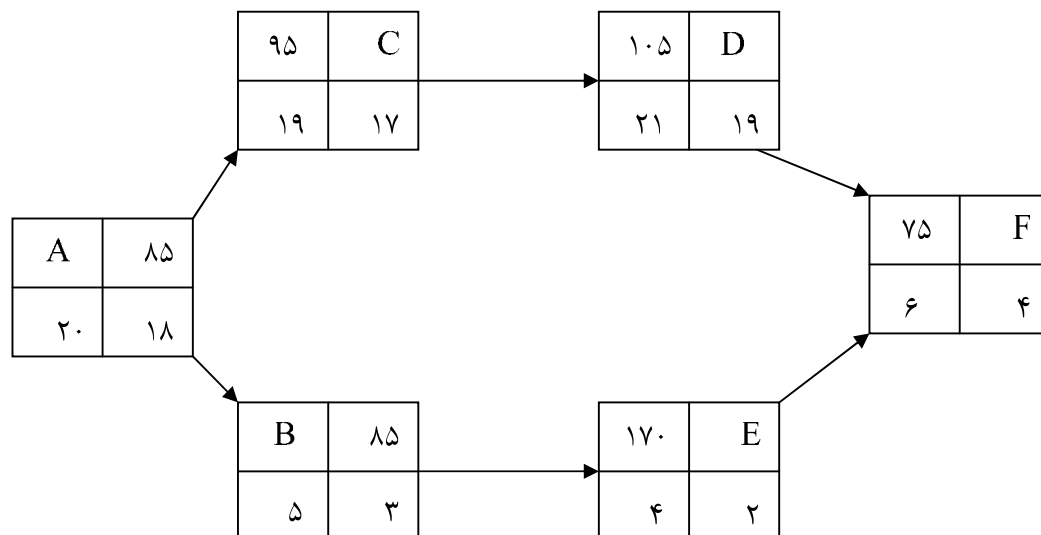 ۹۵ C
۱۹ ۱۷
۱۰۵ D
۲۱ ۱۹
A ۸۵
۲۰ ۱۸
۷۵ F
۶ ۴
B ۸۵
۵ ۳
۱۷۰ E
۴ ۲